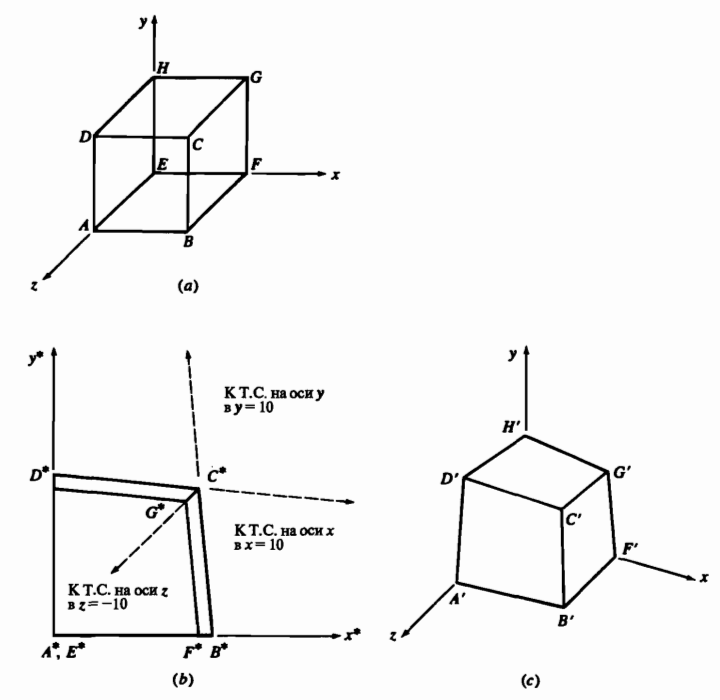 y
H
G
D
C
E
F
x
A
B
z
(a)
y*
К Т.С. на оси y
в y = 10
D*
C*
G*
К Т.С. на оси x
в x = 10
К Т.С. на оси z
в z = −10
A*, E*
F*
B*
x*
(b)
y
H'
D'
G'
C'
F'
x
A'
B'
z
(c)